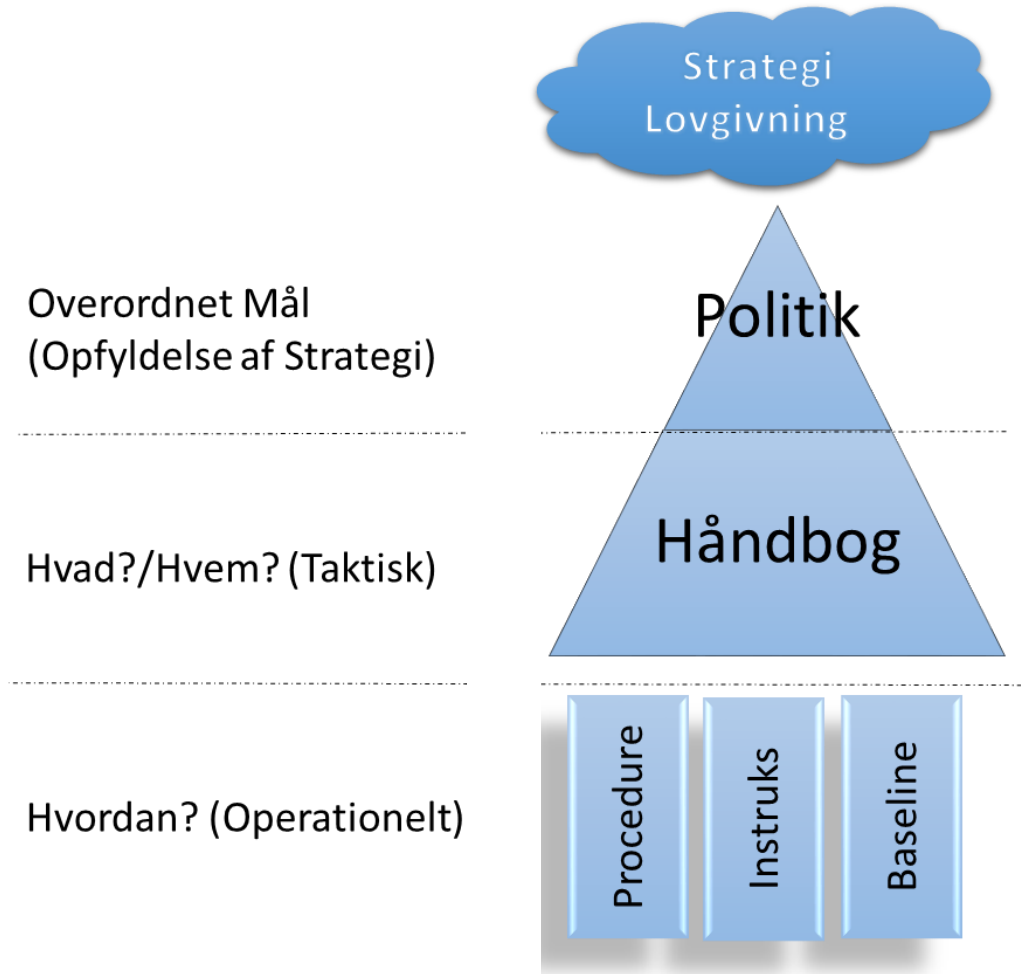 Strategi
Lovgivning
Overordnet Mål
(Opfyldelse af Strategi)
Politik
Hvad?/Hvem? (Taktisk)
Håndbog
Hvordan? (Operationelt)
Procedure
Instruks
Baseline